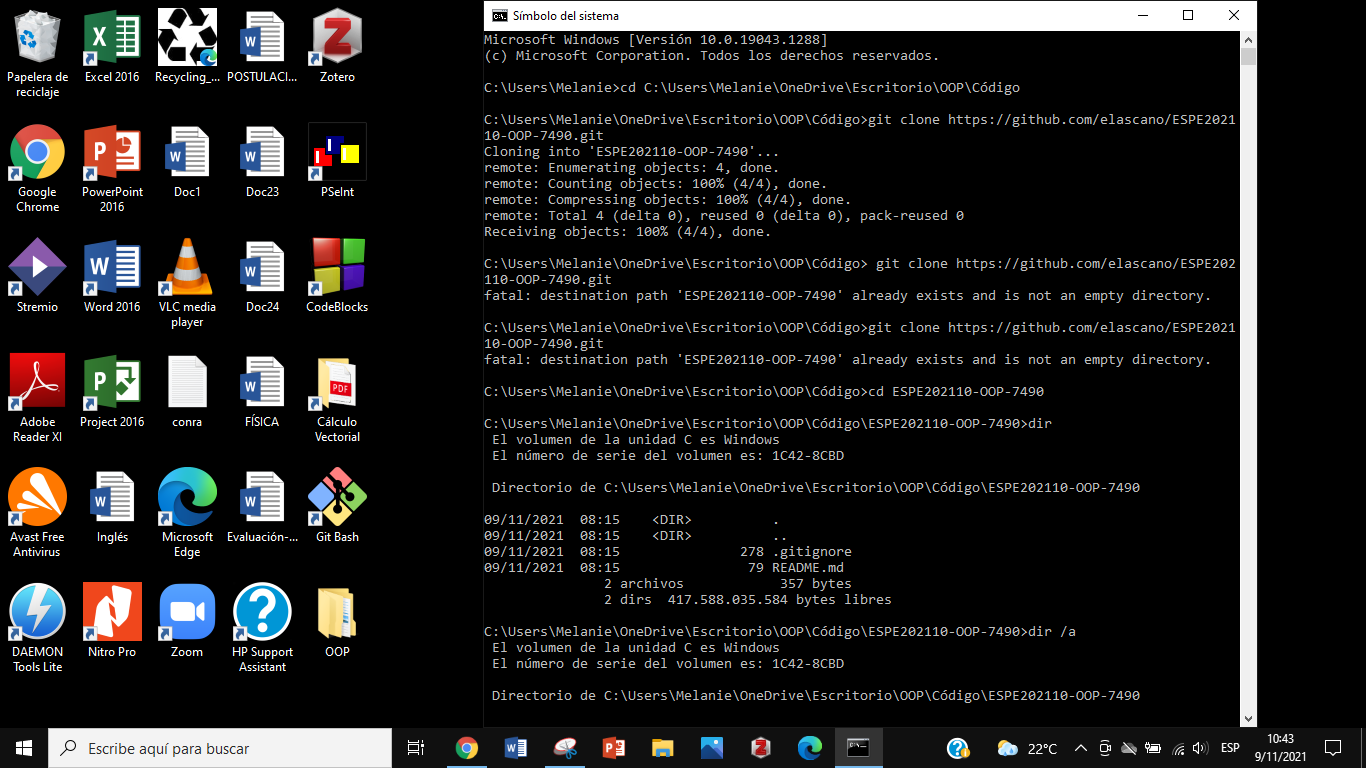 Papelera de
reciclaje
Excel 2016
Recycling_...
POSTULACI...
Zotero
Google
Chrome
PowerPoint
2016
Doc1
Doc23
PSeInt
Stremio
Word 2016
VLC media
player
Doc24
CodeBlocks
Adobe
Reader XI
Project 2016
conra
FÍSICA
PDF
Cálculo
Vectorial
Avast Free
Antivirus
Inglés
Microsoft
Edge
Evaluación-...
Git Bash
DAEMON
Tools Lite
Nitro Pro
Zoom
HP Support
Assistant
OOP
Símbolo del sistema
Microsoft Windows [Versión 10.0.19043.1288]
(c) Microsoft Corporation. Todos los derechos reservados.
C:\Users\Melanie>cd C:\Users\Melanie\OneDrive\Escritorio\OOP\Código
C:\Users\Melanie\OneDrive\Escritorio\OOP\Código>git clone https://github.com/elascano/ESPE2021
10-OOP-7490.git
Cloning into 'ESPE202110-OOP-7490'...
remote: Enumerating objects: 4, done.
remote: Counting objects: 100% (4/4), done.
remote: Compressing objects: 100% (4/4), done.
remote: Total 4 (delta 0), reused 0 (delta 0), pack-reused 0
Receiving objects: 100% (4/4), done.
C:\Users\Melanie\OneDrive\Escritorio\OOP\Código> git clone https://github.com/elascano/ESPE202
110-OOP-7490.git
fatal: destination path 'ESPE202110-OOP-7490' already exists and is not an empty directory.
C:\Users\Melanie\OneDrive\Escritorio\OOP\Código>git clone https://github.com/elascano/ESPE2021
10-OOP-7490.git
fatal: destination path 'ESPE202110-OOP-7490' already exists and is not an empty directory.
C:\Users\Melanie\OneDrive\Escritorio\OOP\Código>cd ESPE202110-OOP-7490
C:\Users\Melanie\OneDrive\Escritorio\OOP\Código\ESPE202110-OOP-7490>dir
El volumen de la unidad C es Windows
El número de serie del volumen es: 1C42-8CBD
Directorio de C:\Users\Melanie\OneDrive\Escritorio\OOP\Código\ESPE202110-OOP-7490
09/11/2021  08:15    <DIR>          .
09/11/2021  08:15    <DIR>          ..
09/11/2021  08:15               278 .gitignore
09/11/2021  08:15                79 README.md
2 archivos            357 bytes
2 dirs  417.588.035.584 bytes libres
C:\Users\Melanie\OneDrive\Escritorio\OOP\Código\ESPE202110-OOP-7490>dir /a
El volumen de la unidad C es Windows
El número de serie del volumen es: 1C42-8CBD
Directorio de C:\Users\Melanie\OneDrive\Escritorio\OOP\Código\ESPE202110-OOP-7490
Escribe aquí para buscar
22°C
ESP
10:43
9/11/2021